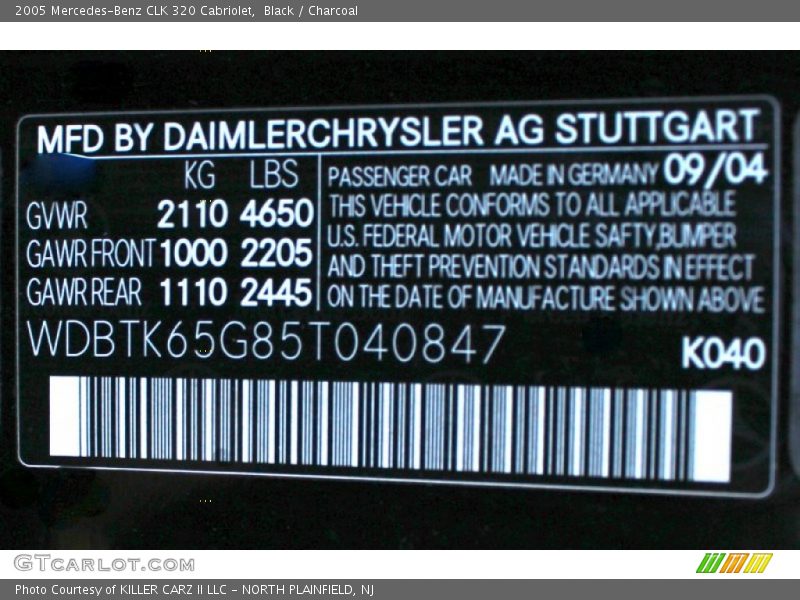 2005 Mercedes-Benz CLK 320 Cabriolet,  Black / Charcoal
MFD BY DAIMLERCHRYSLER AG STUTTGART
KG LBS
GVWR 2110 4650
GAWR FRONT 1000 2205
GAWR REAR 1110 2445
PASSENGER CAR MADE IN GERMANY 09/04
THIS VEHICLE CONFORMS TO ALL APPLICABLE
U.S. FEDERAL MOTOR VEHICLE SAFTY,BUMPER
AND THEFT PREVENTION STANDARDS IN EFFECT
ON THE DATE OF MANUFACTURE SHOWN ABOVE
WDBTK65G85T040847
K040
GTCARLOT.COM
Photo Courtesy of KILLER CARZ II LLC - NORTH PLAINFIELD, NJ